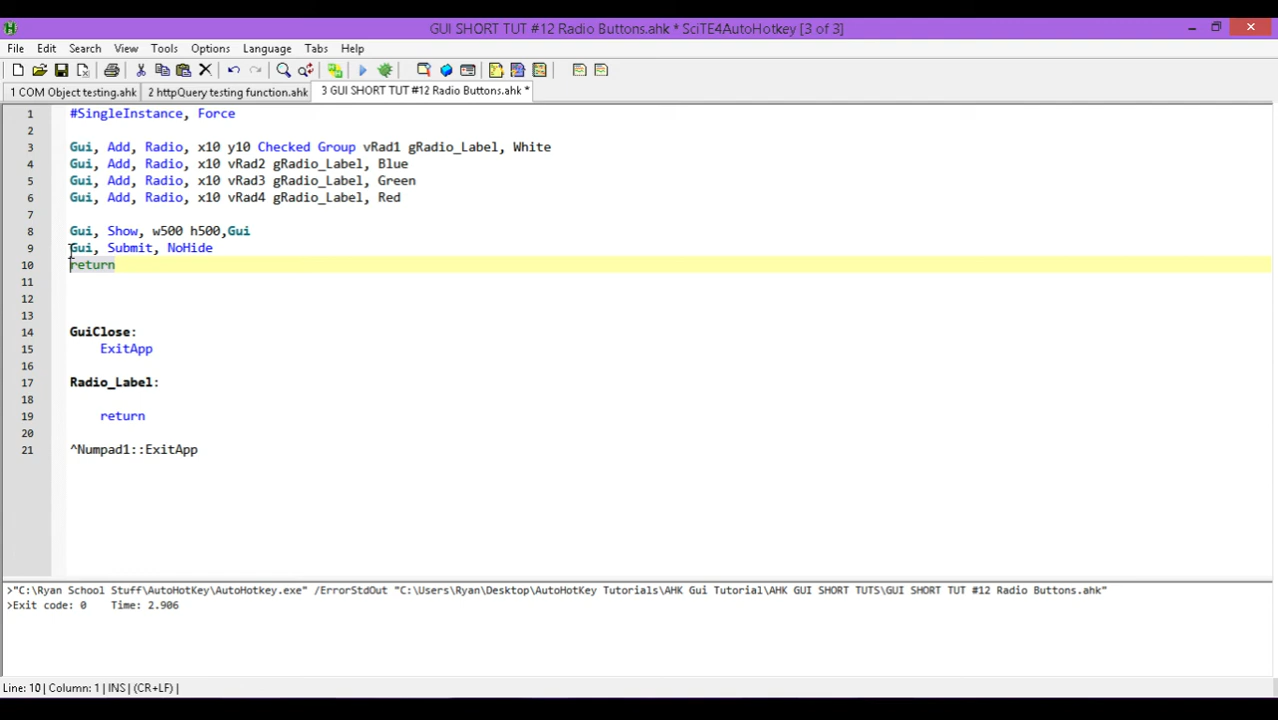 GUI SHORT TUT #12 Radio Buttons.ahk * SciTE4AutoHotkey [3 of 3]
File Edit Search View Tools Options Language Tabs Help
1 COM Object testing.ahk 2 httpQuery testing function.ahk 3 GUI SHORT TUT #12 Radio Buttons.ahk *
1 #SingleInstance, Force
2
3 Gui, Add, Radio, x10 y10 Checked Group vRad1 gRadio_Label, White
4 Gui, Add, Radio, x10 vRad2 gRadio_Label, Blue
5 Gui, Add, Radio, x10 vRad3 gRadio_Label, Green
6 Gui, Add, Radio, x10 vRad4 gRadio_Label, Red
7
8 Gui, Show, w500 h500,Gui
9 Gui, Submit, NoHide
10 return
11
12
13
14 GuiClose:
15 ExitApp
16
17 Radio_Label:
18
19 return
20
21 ^Numpad1::ExitApp
>"C:\Ryan School Stuff\AutoHotKey\AutoHotkey.exe" /ErrorStdOut "C:\Users\Ryan\Desktop\AutoHotKey Tutorials\AHK Gui Tutorial\AHK GUI SHORT TUTS\GUI SHORT TUT #12 Radio Buttons.ahk"
>Exit code: 0 Time: 2.906
Line: 10 | Column: 1 | INS | (CR+LF) |